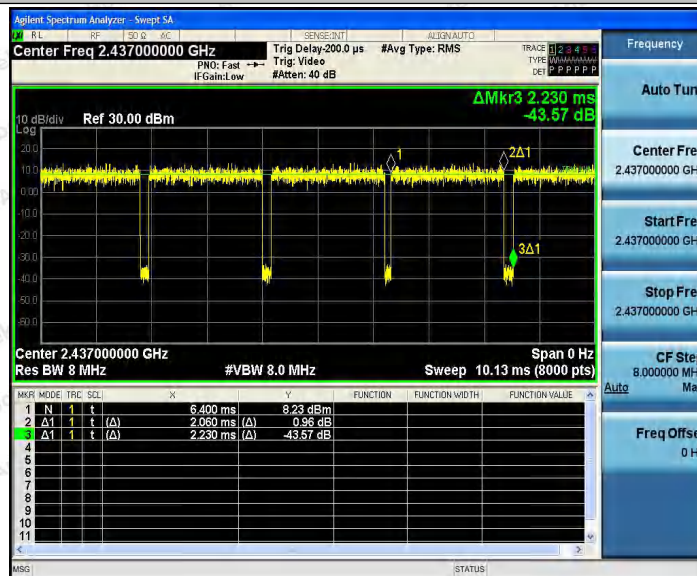 Agilent Spectrum Analyzer - Swept SA
RL RF 50 Ω AC SENSE:INT ALIGN AUTO
Center Freq 2.437000000 GHz
PNO: Fast
IFGain:Low
Trig Delay-200.0 µs
Trig: Video
#Atten: 40 dB
#Avg Type: RMS
TRACE 1 2 3 4 5 6
TYPE
DET P P P P P P
ΔMkr3 2.230 ms
-43.57 dB
10 dB/div Ref 30.00 dBm
Log
20.0
10.0
0.00
-10.0
-20.0
-30.0
-40.0
-50.0
-60.0
1
2Δ1
3Δ1
Center 2.437000000 GHz Span 0 Hz
Res BW 8 MHz #VBW 8.0 MHz Sweep 10.13 ms (8000 pts)
MKR MODE TRC SCL X Y FUNCTION FUNCTION WIDTH FUNCTION VALUE
1 N 1 t 6.400 ms 8.23 dBm
2 Δ1 1 t (Δ) 2.060 ms (Δ) 0.96 dB
3 Δ1 1 t (Δ) 2.230 ms (Δ) -43.57 dB
4
5
6
7
8
9
10
11
MSG STATUS
Frequency
Auto Tun
Center Fre
2.437000000 GH
Start Fre
2.437000000 GH
Stop Fre
2.437000000 GH
CF Ste
8.000000 MH
Auto Ma
Freq Offse
0 H